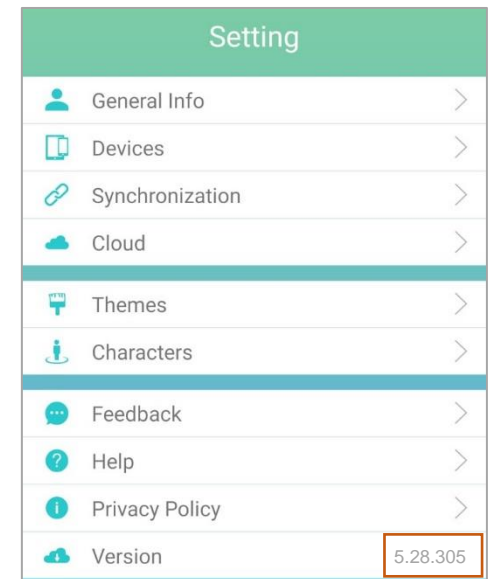 Setting
General Info
Devices
Synchronization
Cloud
Themes
Characters
Feedback
Help
Privacy Policy
Version 5.28.305